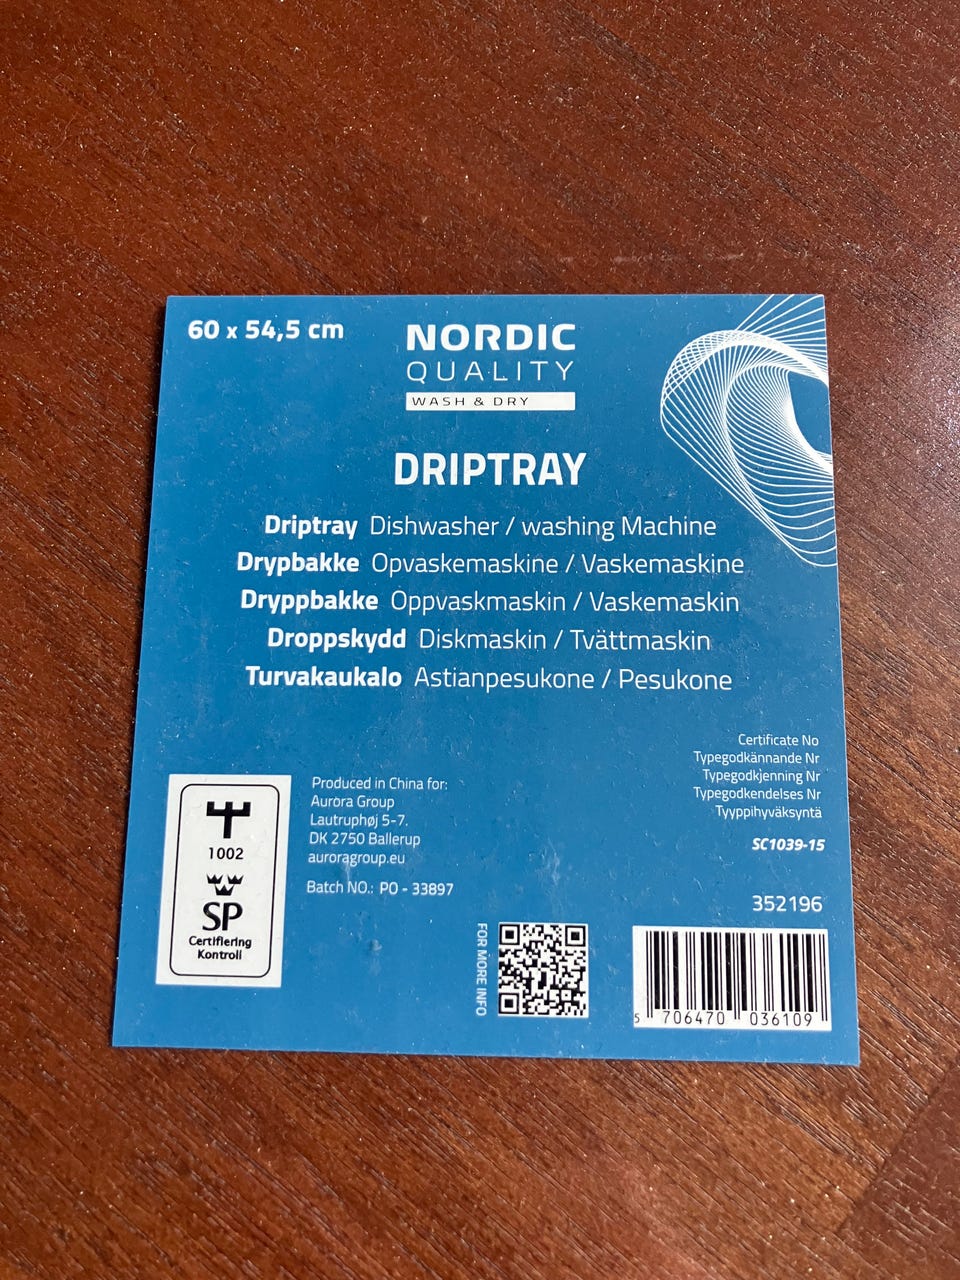 60 x 54,5 cm
NORDIC
QUALITY
WASH & DRY
DRIPTRAY
Driptray Dishwasher / washing Machine
Drypbakke Opvaskemaskine / Vaskemaskine
Dryppbakke Oppvaskmaskin / Vaskemaskin
Droppskydd Diskmaskin / Tvättmaskin
Turvakaukalo Astianpesukone / Pesukone
Certificate No
Typegodkännande Nr
Typegodkjenning Nr
Typegodkendelses Nr
Tyyppihyväksyntä
SC1039-15
1002
SP
Certifiering
Kontroll
Produced in China for:
Aurora Group
Lautruphøj 5-7.
DK 2750 Ballerup
auroragroup.eu
Batch NO.: PO - 33897
FOR MORE INFO
352196
5 706470 036109